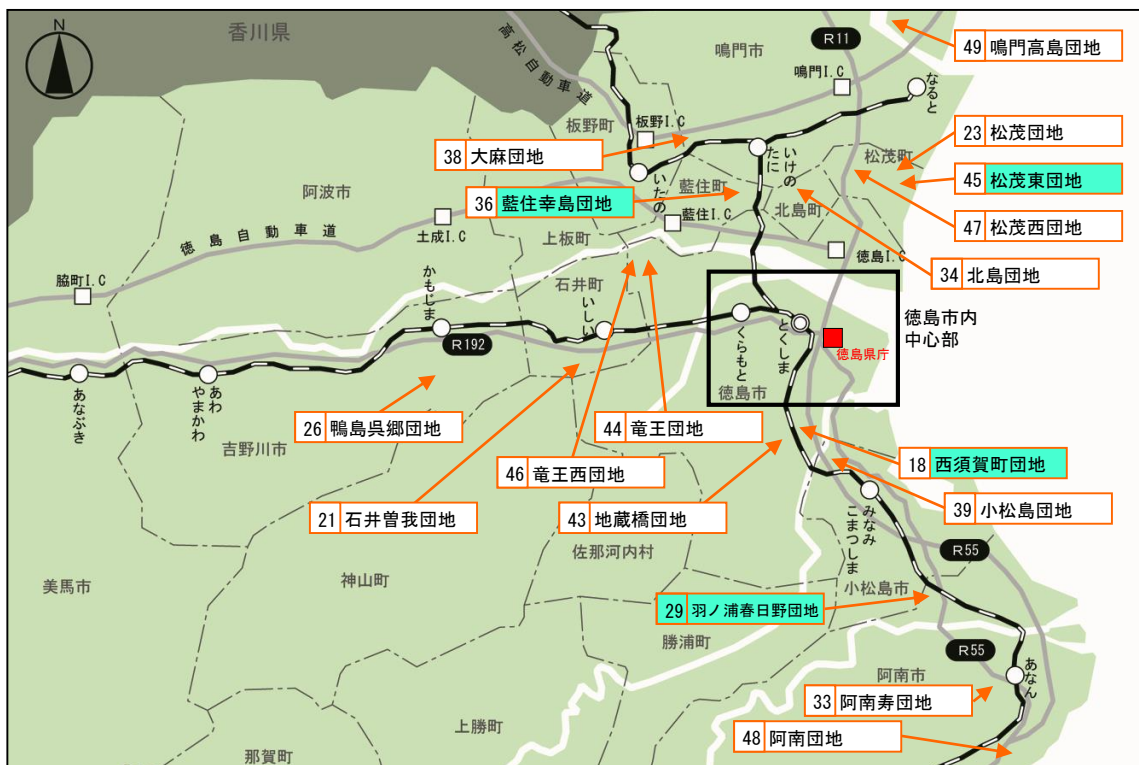 N
香川県
高松自動車道
鳴門市
R11
49 鳴門高島団地
鳴門I.C
なると
板野町
板野I.C
38 大麻団地
いけのたに
松茂町
23 松茂団地
45 松茂東団地
47 松茂西団地
阿波市
いたの
藍住町
36 藍住幸島団地
北島町
藍住I.C
土成I.C
徳島自動車道
上板町
徳島I.C
34 北島団地
脇町I.C
石井町
かもじま
いしい
R192
くらもと
とくしま
徳島県庁
徳島市内
中心部
徳島市
あなぶき
あわ
やまかわ
26 鴨島呉郷団地
44 竜王団地
吉野川市
46 竜王西団地
18 西須賀町団地
21 石井曽我団地
43 地蔵橋団地
39 小松島団地
みなみ
こまつしま
佐那河内村
R55
美馬市
神山町
小松島市
29 羽ノ浦春日野団地
勝浦町
R55
阿南市
あなん
33 阿南寿団地
上勝町
48 阿南団地
那賀町